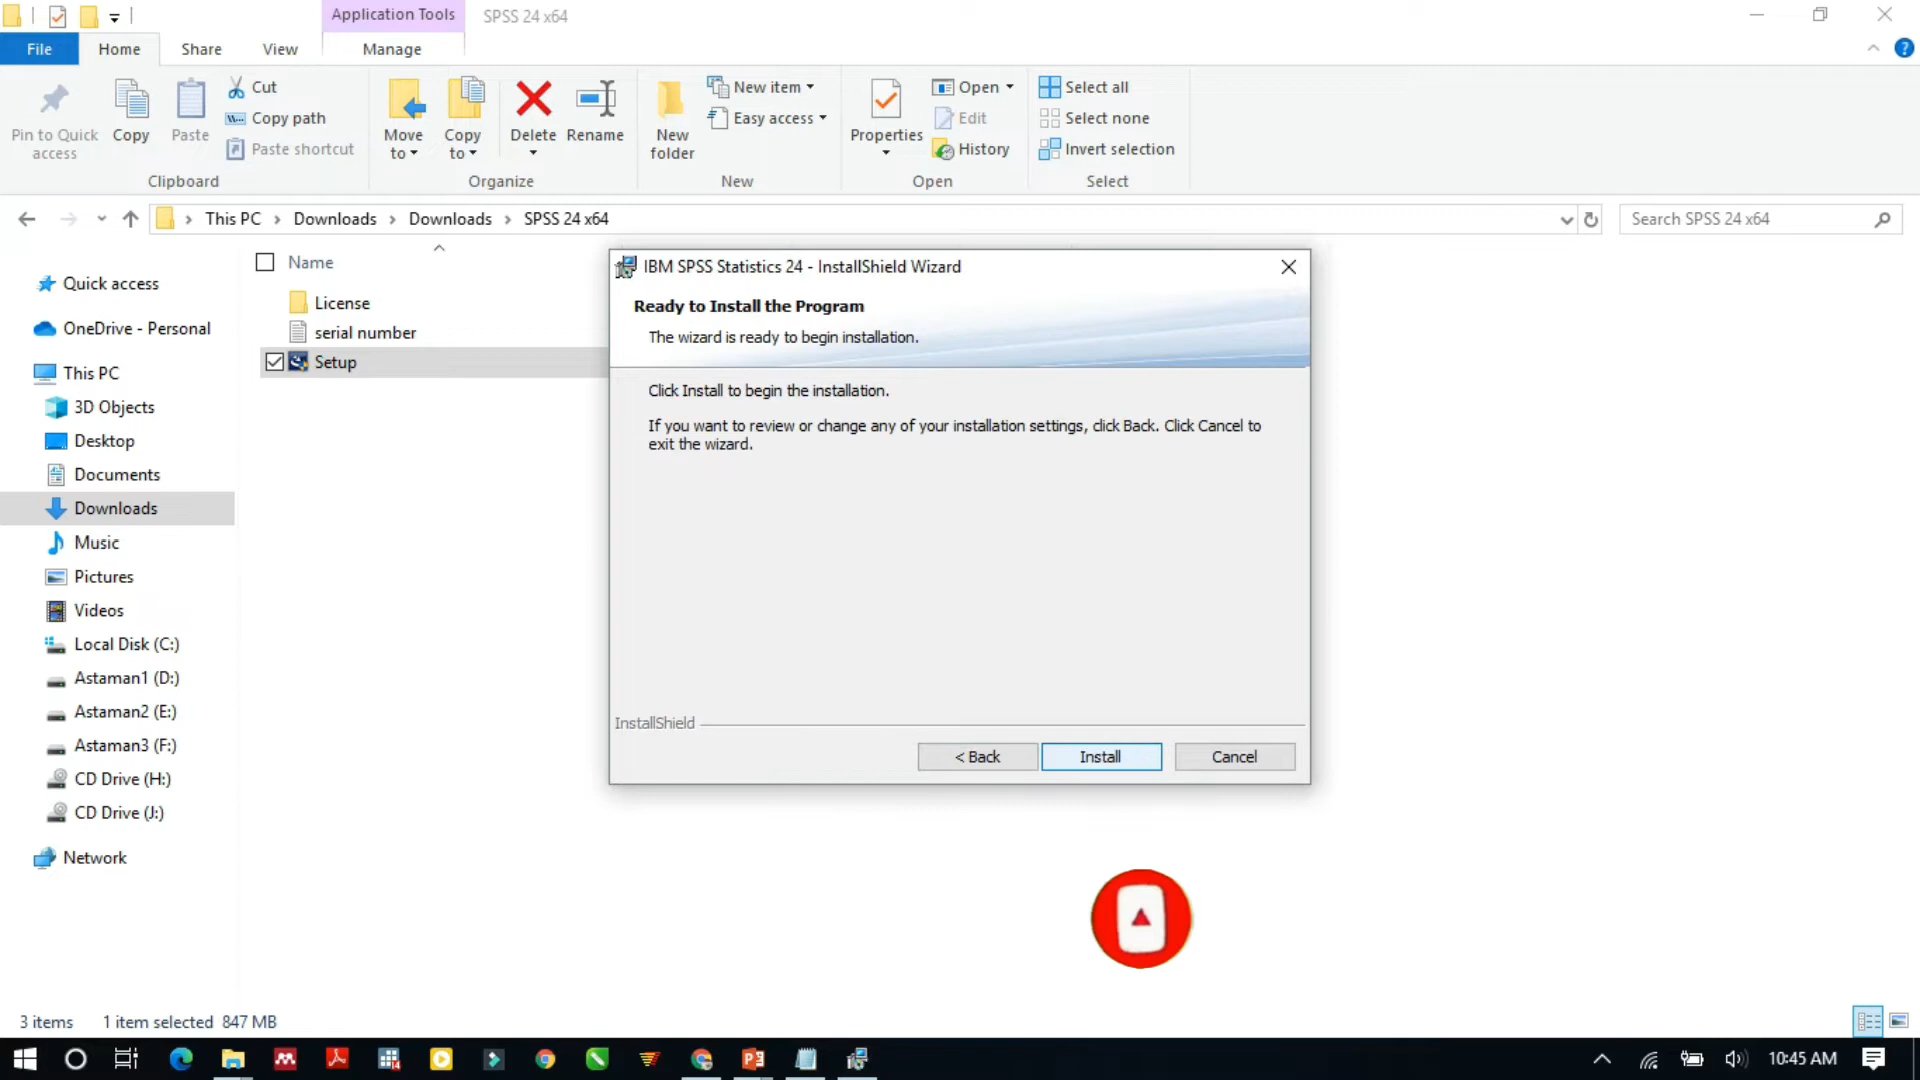 Application Tools
SPSS 24 x64
File
Home
Share
View
Manage
Pin to Quick
access
Copy
Paste
Cut
Copy path
Paste shortcut
Clipboard
Move
to
Copy
to
Delete
Rename
Organize
New
folder
New item
Easy access
New
Properties
Open
Edit
History
Open
Select all
Select none
Invert selection
Select
This PC
Downloads
Downloads
SPSS 24 x64
Search SPSS 24 x64
Quick access
OneDrive - Personal
This PC
3D Objects
Desktop
Documents
Downloads
Music
Pictures
Videos
Local Disk (C:)
Astaman1 (D:)
Astaman2 (E:)
Astaman3 (F:)
CD Drive (H:)
CD Drive (J:)
Network
Name
License
serial number
Setup
IBM SPSS Statistics 24 - InstallShield Wizard
Ready to Install the Program
The wizard is ready to begin installation.
Click Install to begin the installation.
If you want to review or change any of your installation settings, click Back. Click Cancel to
exit the wizard.
InstallShield
< Back
Install
Cancel
3 items
1 item selected 847 MB
10:45 AM